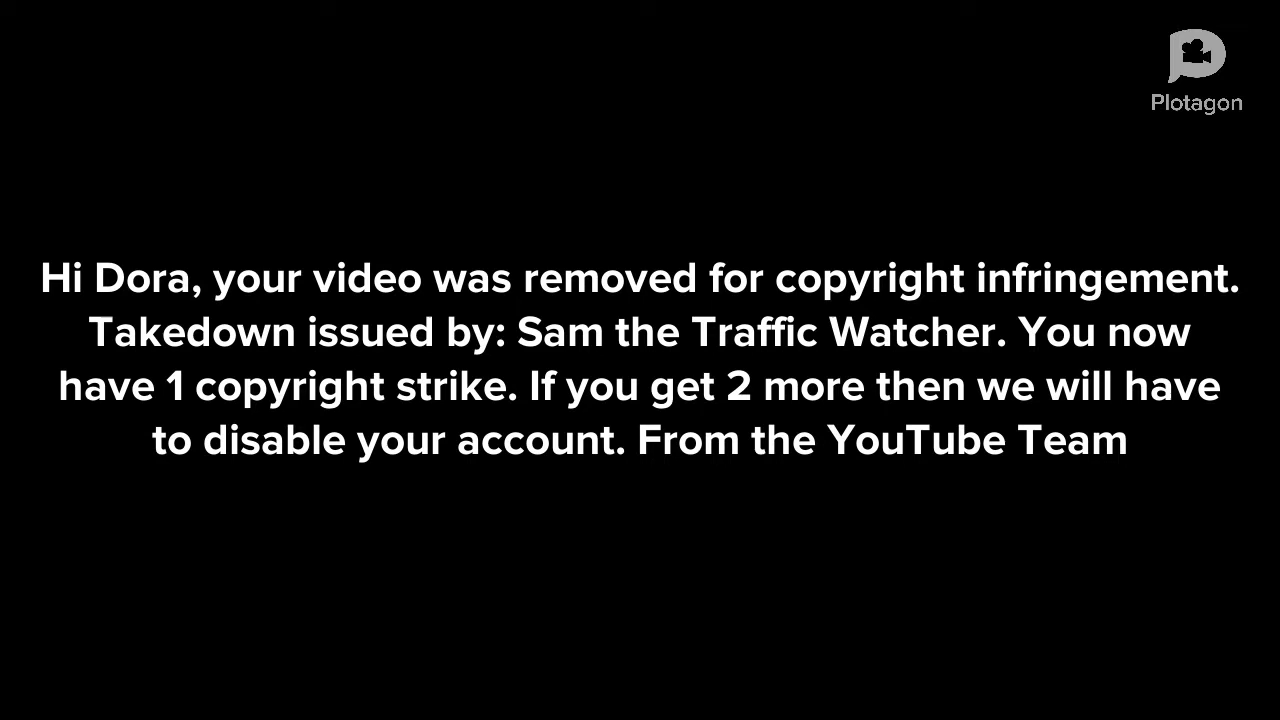 Plotagon
Hi Dora, your video was removed for copyright infringement.
Takedown issued by: Sam the Traffic Watcher. You now
have 1 copyright strike. If you get 2 more then we will have
to disable your account. From the YouTube Team